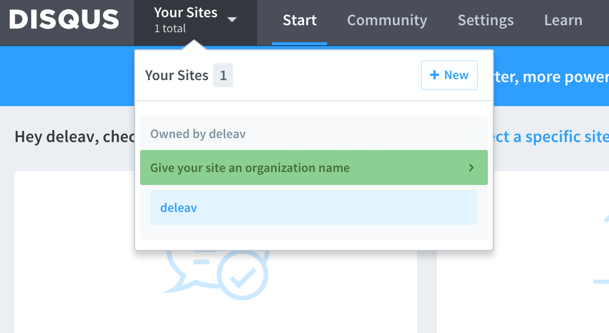 DISQUS
Your Sites
1 total
Start
Community
Settings
Learn
Your Sites 1
+ New
rter, more power
Owned by deleav
Hey deleav, chec
ct a specific site
Give your site an organization name
deleav